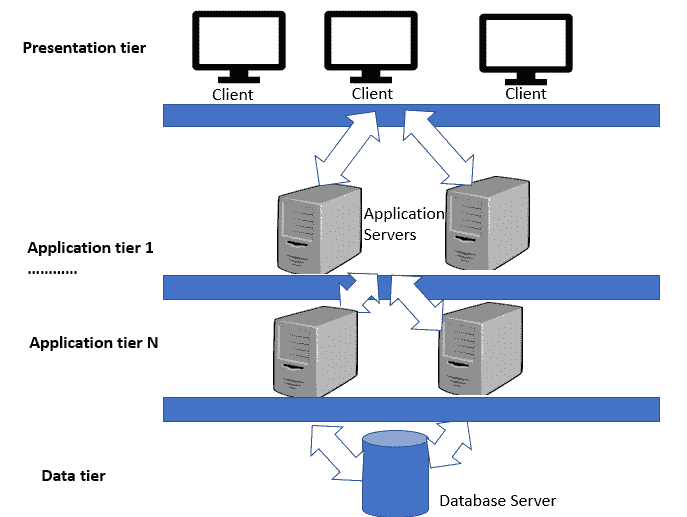 Presentation tier
Client
Client
Client
Application
Servers
Application tier 1
............
Application tier N
Data tier
Database Server